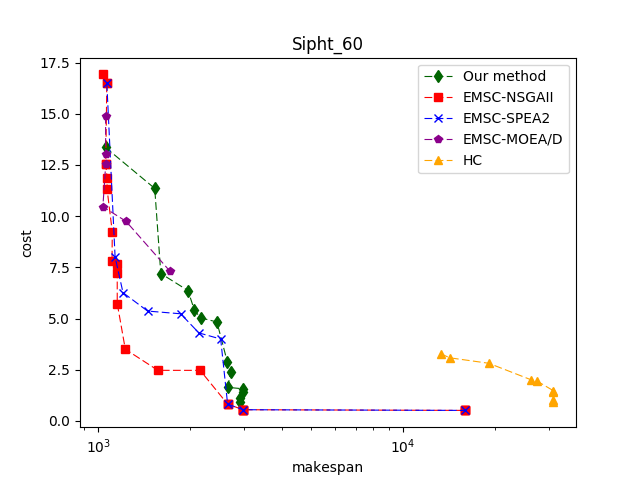 Sipht_60
17.5
15.0
12.5
10.0
7.5
5.0
2.5
0.0
cost
10³
10⁴
makespan
Our method
EMSC-NSGAII
EMSC-SPEA2
EMSC-MOEA/D
HC